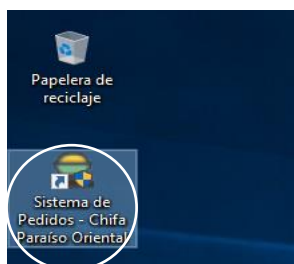 Papelera de
reciclaje
Sistema de
Pedidos - Chifa
Paraíso Oriental